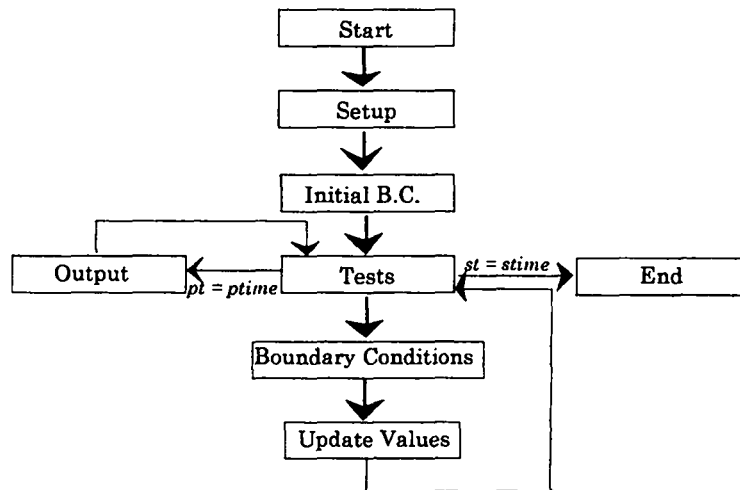 Start
Setup
Initial B.C.
Output
pt = ptime
Tests
st = stime
End
Boundary Conditions
Update Values